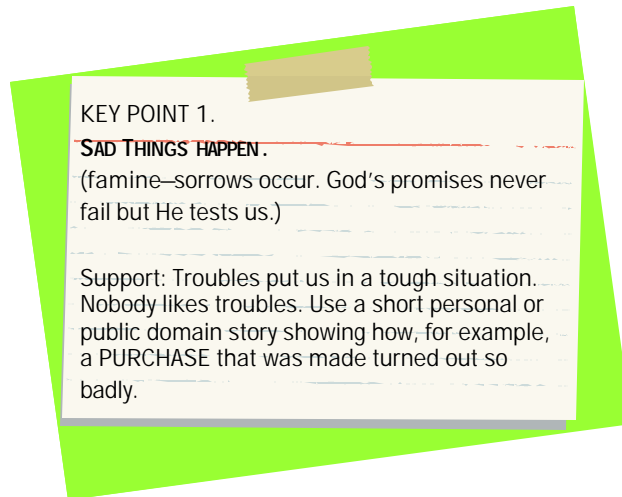 KEY POINT 1.
SAD THINGS HAPPEN.
(famine—sorrows occur. God's promises never
fail but He tests us.)
Support: Troubles put us in a tough situation.
Nobody likes troubles. Use a short personal or
public domain story showing how, for example,
a PURCHASE that was made turned out so
badly.